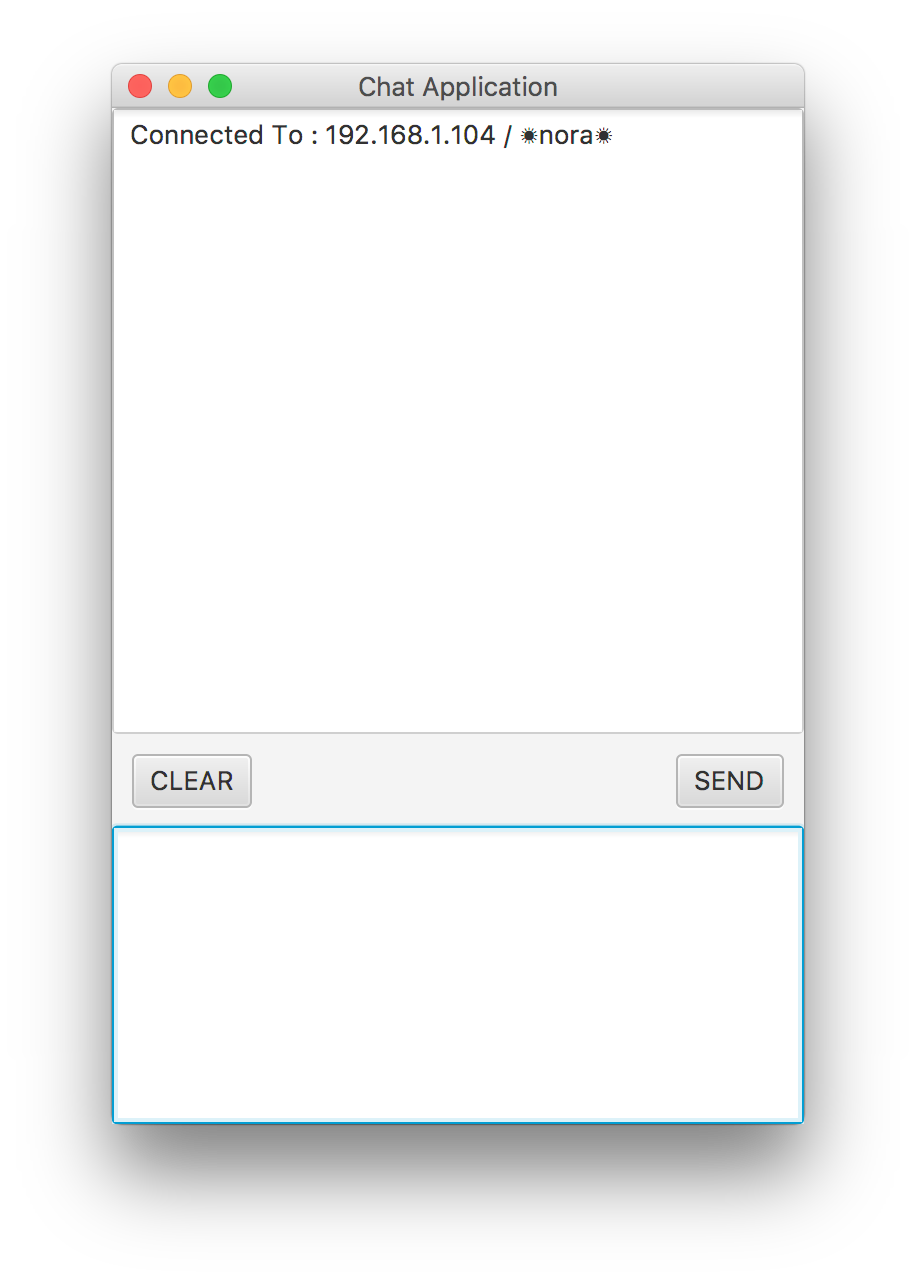 Chat Application
Connected To : 192.168.1.104 / ☀nora☀
CLEAR
SEND